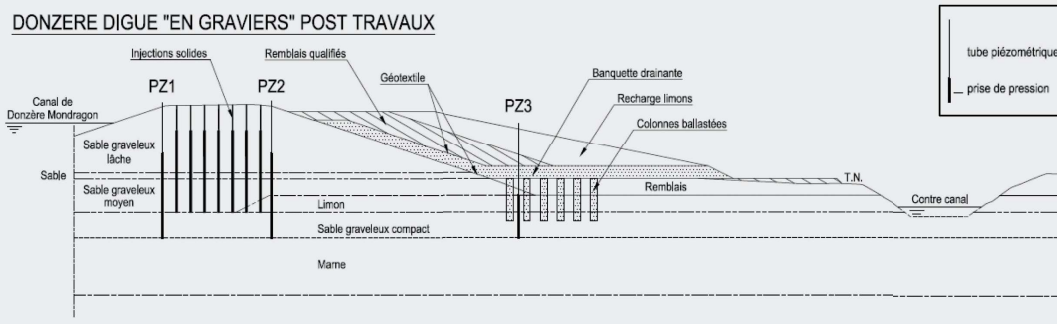 DONZERE DIGUE "EN GRAVIERS" POST TRAVAUX
Injections solides
Remblais qualifiés
Géotextile
Banquette drainante
tube piézométrique
prise de pression
PZ1
PZ2
PZ3
Recharge limons
Colonnes ballastées
Canal de
Donzère Mondragon
Sable graveleux
lâche
Sable
Sable graveleux
moyen
Limon
Remblais
T.N.
Contre canal
Sable graveleux compact
Marne